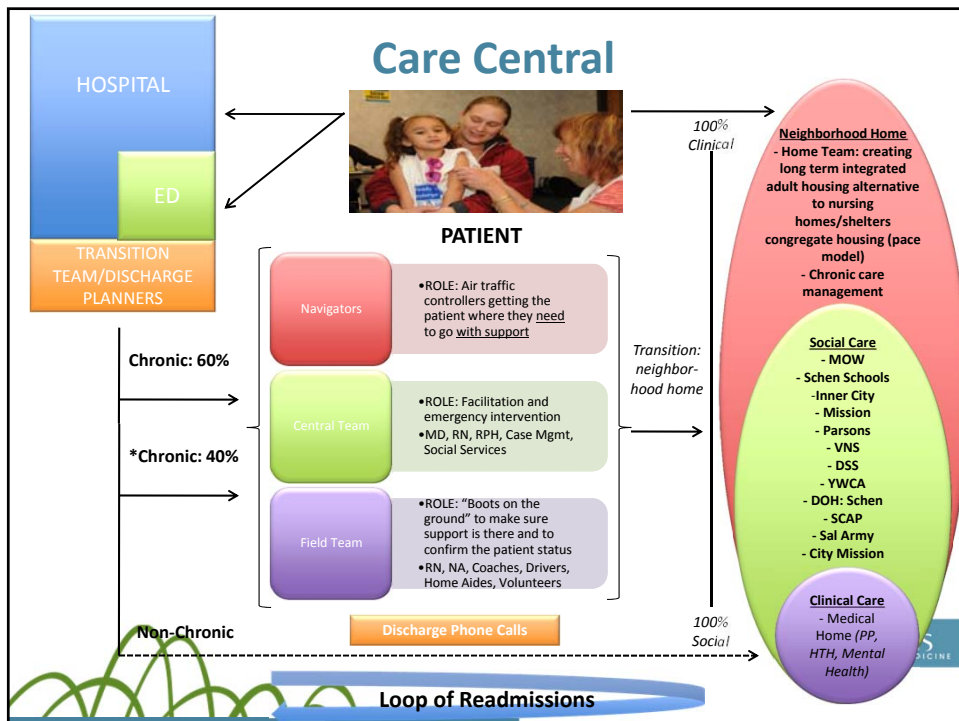 Care Central
HOSPITAL
ED
TRANSITION
TEAM/DISCHARGE
PLANNERS
PATIENT
Chronic: 60%
*Chronic: 40%
Non-Chronic
Navigators
•ROLE: Air traffic
controllers getting the
patient where they need
to go with support
Central Team
•ROLE: Facilitation and
emergency intervention
•MD, RN, RPH, Case Mgmt,
Social Services
Field Team
•ROLE: “Boots on the
ground” to make sure
support is there and to
confirm the patient status
•RN, NA, Coaches, Drivers,
Home Aides, Volunteers
Discharge Phone Calls
Loop of Readmissions
100%
Clinical
Transition:
neighbor-
hood home
100%
Social
Neighborhood Home
- Home Team: creating
long term integrated
adult housing alternative
to nursing
homes/shelters
congregate housing (pace
model)
- Chronic care
management
Social Care
- MOW
- Schen Schools
-Inner City
- Mission
- Parsons
- VNS
- DSS
- YWCA
- DOH: Schen
- SCAP
- Sal Army
- City Mission
Clinical Care
- Medical
Home (PP,
HTH, Mental
Health)